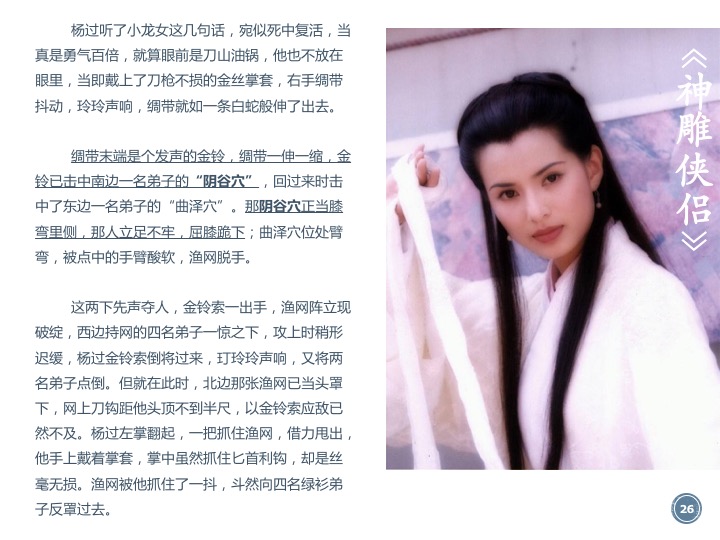 杨过听了小龙女这几句话，宛似死中复活，当
真是勇气百倍，就算眼前是刀山油锅，他也不放在
眼里，当即戴上了刀枪不损的金丝掌套，右手绸带
抖动，玲玲声响，绸带就如一条白蛇般伸了出去。
绸带末端是个发声的金铃，绸带一伸一缩，金
铃已击中南边一名弟子的“阴谷穴”，回过来时击
中了东边一名弟子的“曲泽穴”。那阴谷穴正当膝
弯里侧，那人立足不牢，屈膝跪下；曲泽穴位处臂
弯，被点中的手臂酸软，渔网脱手。
这两下先声夺人，金铃索一出手，渔网阵立现
破绽，西边持网的四名弟子一惊之下，攻上时稍形
迟缓，杨过金铃索倒将过来，玎玲玲声响，又将两
名弟子点倒。但就在此时，北边那张渔网已当头罩
下，网上刀钩距他头顶不到半尺，以金铃索应敌已
然不及。杨过左掌翻起，一把抓住渔网，借力甩出，
他手上戴着掌套，掌中虽然抓住匕首利钩，却是丝
毫无损。渔网被他抓住了一抖，斗然向四名绿衫弟
子反罩过去。
《神雕侠侣》
26